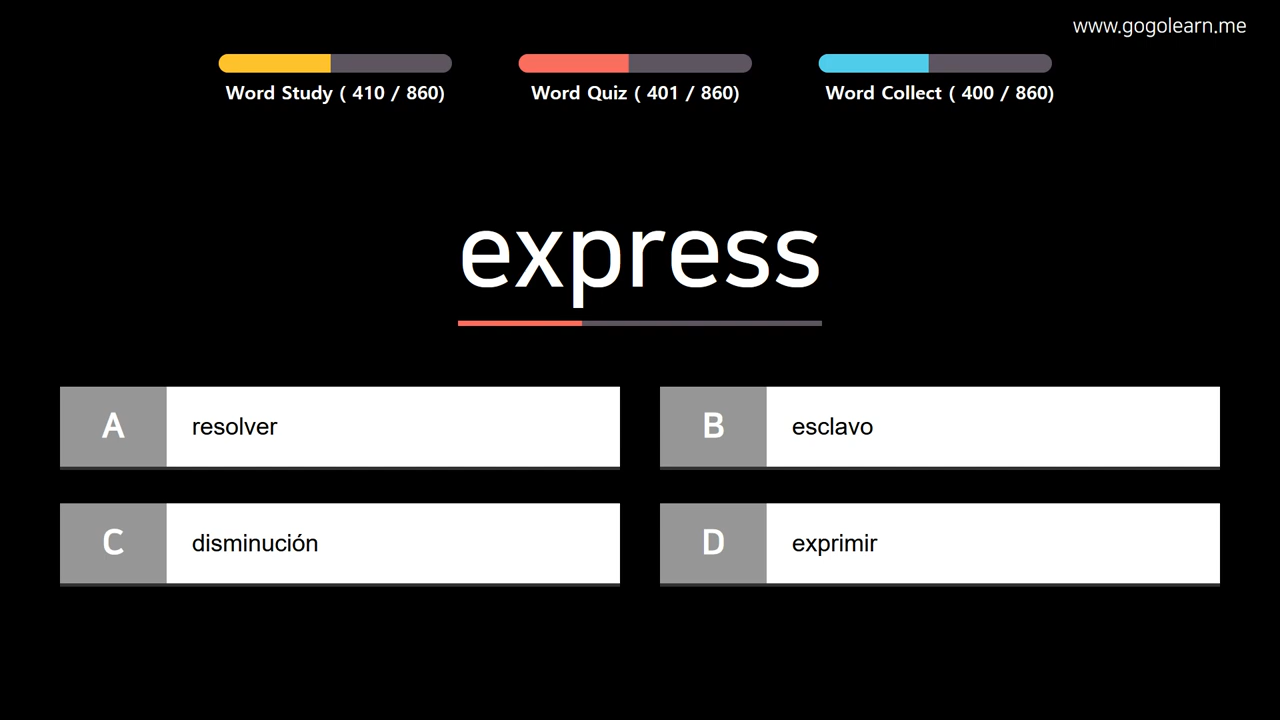 www.gogolearn.me
Word Study ( 410 / 860)
Word Quiz ( 401 / 860)
Word Collect ( 400 / 860)
express
A resolver
B esclavo
C disminución
D exprimir